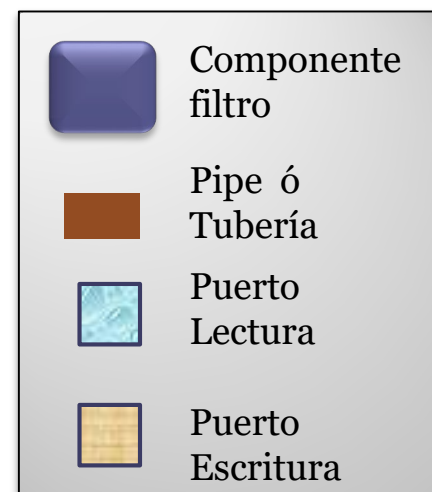 Componente
filtro
Pipe ó
Tubería
Puerto
Lectura
Puerto
Escritura